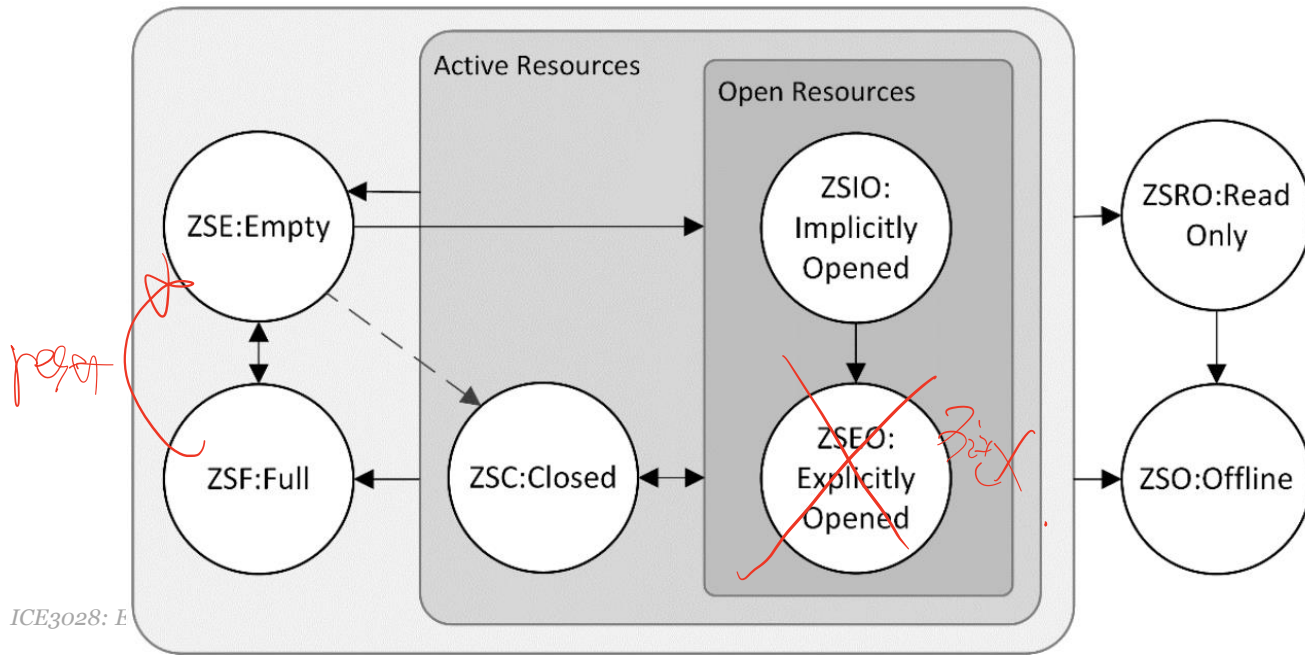 Active Resources
Open Resources
ZSE:Empty
ZSIO:
Implicitly
Opened
ZSRO:Read
Only
reset
ZSF:Full
ZSC:Closed
ZSEO:
Explicitly
Opened
ZSO:Offline
ICE3028: E